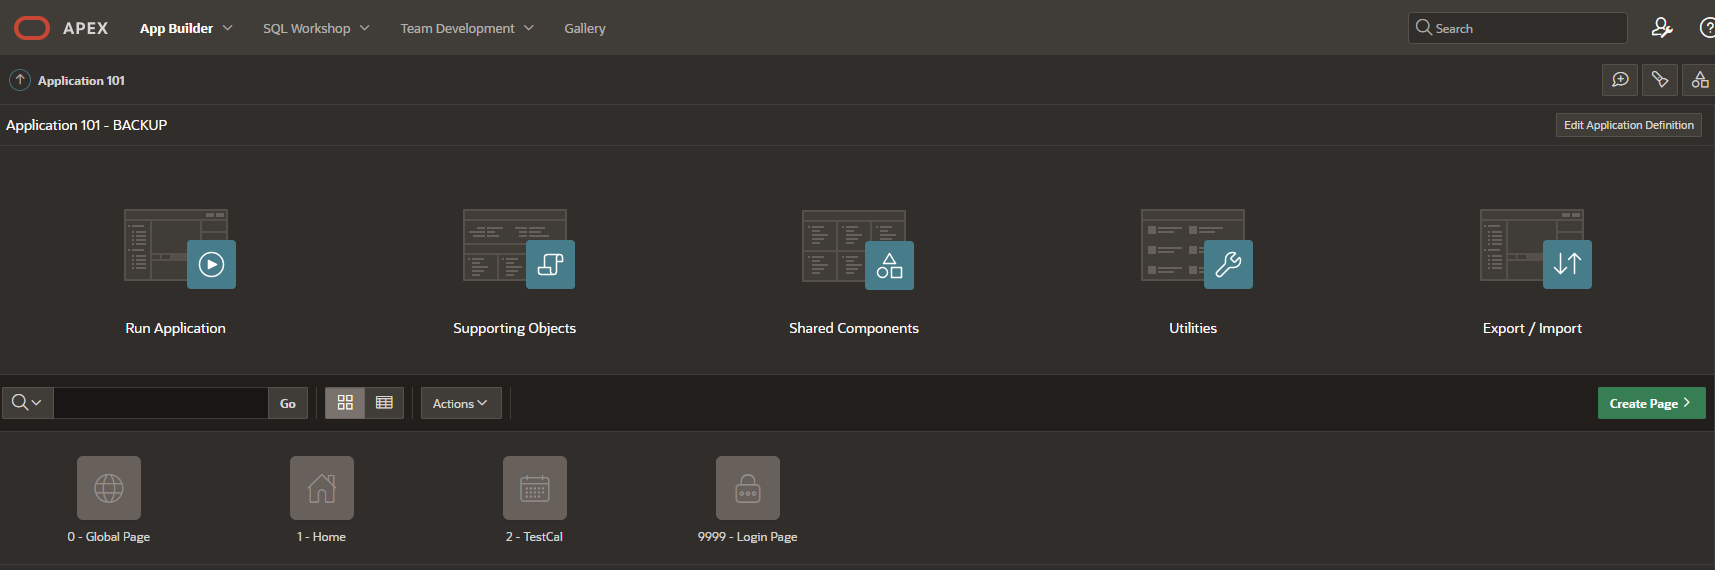 APEX App Builder SQL Workshop Team Development Gallery Search
Application 101
Application 101 - BACKUP Edit Application Definition
Run Application Supporting Objects Shared Components Utilities Export / Import
Go Actions Create Page
0 - Global Page 1 - Home 2 - TestCal 9999 - Login Page